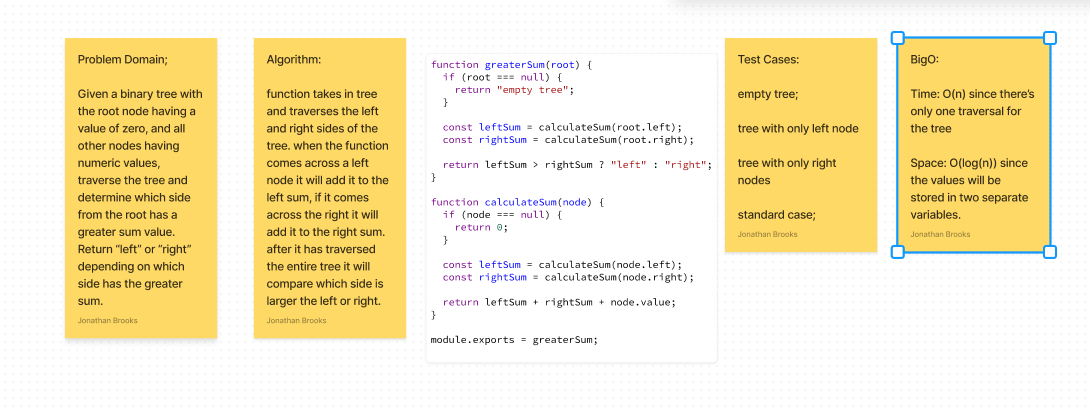 Problem Domain;
Given a binary tree with
the root node having a
value of zero, and all
other nodes having
numeric values,
traverse the tree and
determine which side
from the root has a
greater sum value.
Return “left” or ”right”
depending on which
side has the greater
sum.
Jonathan Brooks
Algorithm:
function takes in tree
and traverses the left
and right sides of the
tree. when the function
comes across a left
node it will add it to the
left sum, if it comes
across the right it will
add it to the right sum.
after it has traversed
the entire tree it will
compare which side is
larger the left or right.
Jonathan Brooks
function greaterSum(root) {
  if (root === null) {
    return "empty tree";
  }
  const leftSum = calculateSum(root.left);
  const rightSum = calculateSum(root.right);
  return leftSum > rightSum ? "left" : "right";
}
function calculateSum(node) {
  if (node === null) {
    return 0;
  }
  const leftSum = calculateSum(node.left);
  const rightSum = calculateSum(node.right);
  return leftSum + rightSum + node.value;
}
module.exports = greaterSum;
Test Cases:
empty tree;
tree with only left node
tree with only right
nodes
standard case;
Jonathan Brooks
BigO:
Time: O(n) since there’s
only one traversal for
the tree
Space: O(log(n)) since
the values will be
stored in two separate
variables.
Jonathan Brooks